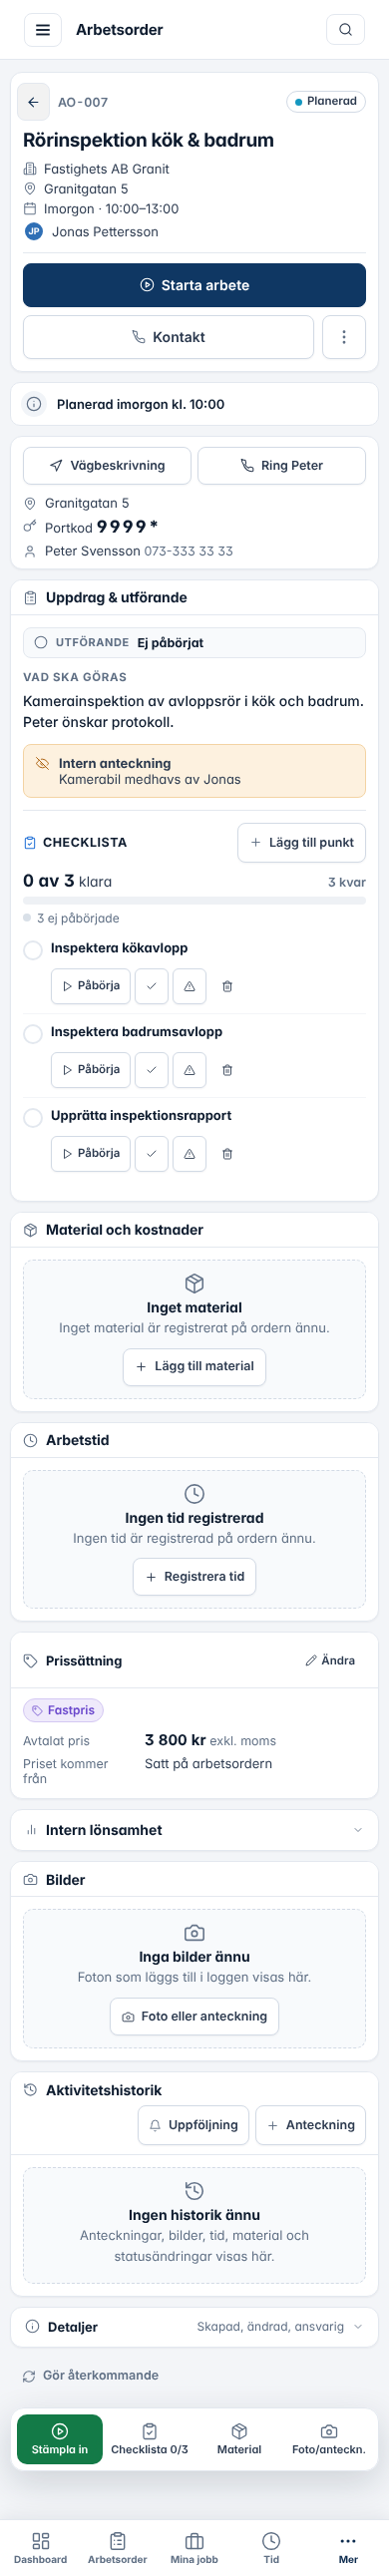 Arbetsorder
AO-007
Planerad
Rörinspektion kök & badrum
Fastighets AB Granit
Granitgatan 5
Imorgon · 10:00–13:00
JP Jonas Pettersson
Starta arbete
Kontakt
Planerad imorgon kl. 10:00
Vägbeskrivning
Ring Peter
Granitgatan 5
Portkod 9999*
Peter Svensson 073-333 33 33
Uppdrag & utförande
UTFÖRANDE Ej påbörjat
VAD SKA GÖRAS
Kamerainspektion av avloppsrör i kök och badrum.
Peter önskar protokoll.
Intern anteckning
Kamerabil medhavs av Jonas
CHECKLISTA
Lägg till punkt
0 av 3 klara
3 kvar
3 ej påbörjade
Inspektera kökavlopp
Påbörja
Inspektera badrumsavlopp
Påbörja
Upprätta inspektionsrapport
Påbörja
Material och kostnader
Inget material
Inget material är registrerat på ordern ännu.
Lägg till material
Arbetstid
Ingen tid registrerad
Ingen tid är registrerad på ordern ännu.
Registrera tid
Prissättning
Ändra
Fastpris
Avtalat pris 3 800 kr exkl. moms
Priset kommer Satt på arbetsordern
från
Intern lönsamhet
Bilder
Inga bilder ännu
Foton som läggs till i loggen visas här.
Foto eller anteckning
Aktivitetshistorik
Uppföljning
Anteckning
Ingen historik ännu
Anteckningar, bilder, tid, material och
statusändringar visas här.
Detaljer
Skapad, ändrad, ansvarig
Gör återkommande
Stämpla in
Checklista 0/3
Material
Foto/anteckn.
Dashboard
Arbetsorder
Mina jobb
Tid
Mer